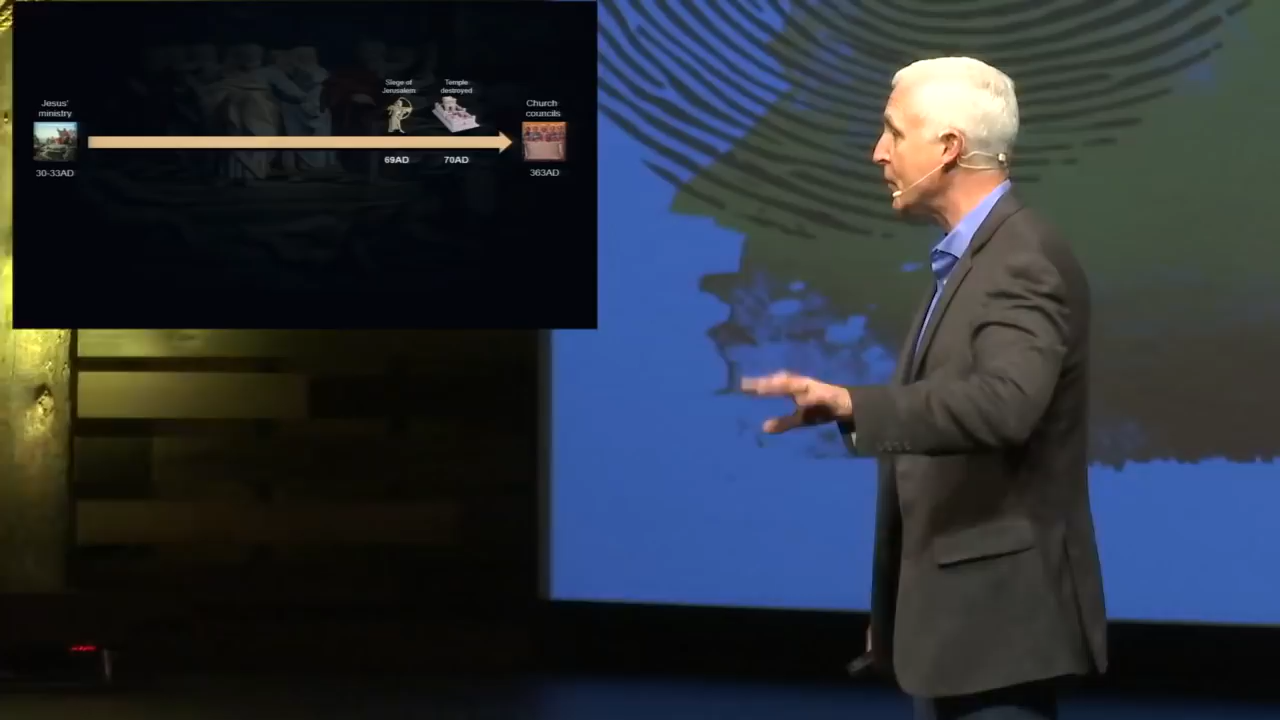 Jesus'
ministry
30-33AD
Siege of
Jerusalem
69AD
Temple
destroyed
70AD
Church
councils
363AD